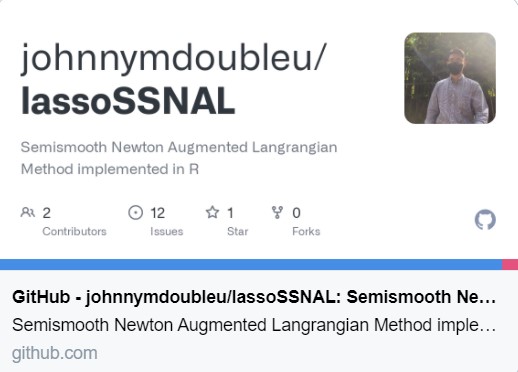 johnnymdoubleu/
lassoSSNAL
Semismooth Newton Augmented Langrangian
Method implemented in R
2
Contributors
12
Issues
1
Star
0
Forks
GitHub - johnnymdoubleu/lassoSSNAL: Semismooth Ne...
Semismooth Newton Augmented Langrangian Method imple...
github.com